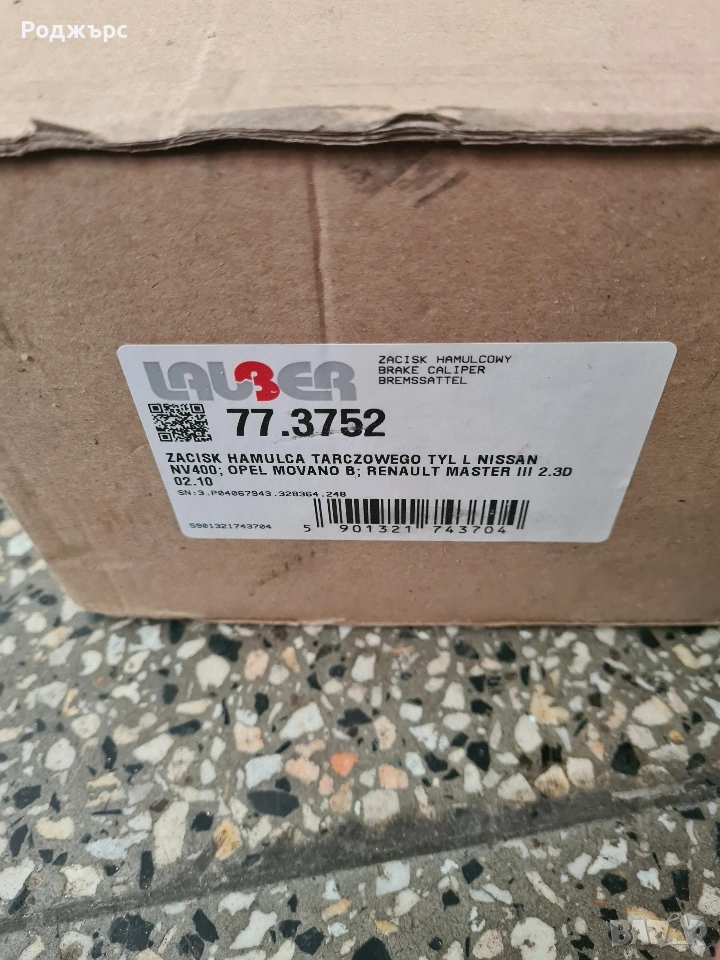 Роджърс
LAUBER
ZACISK HAMULCOWY
BRAKE CALIPER
BREMSSATTEL
77.3752
ZACISK HAMULCA TARCZOWEGO TYL L NISSAN
NV400; OPEL MOVANO B; RENAULT MASTER III 2.3D
02.10
SN:3.P04067943.328364.248
5901321743704
5 901321 743704
BAZAR